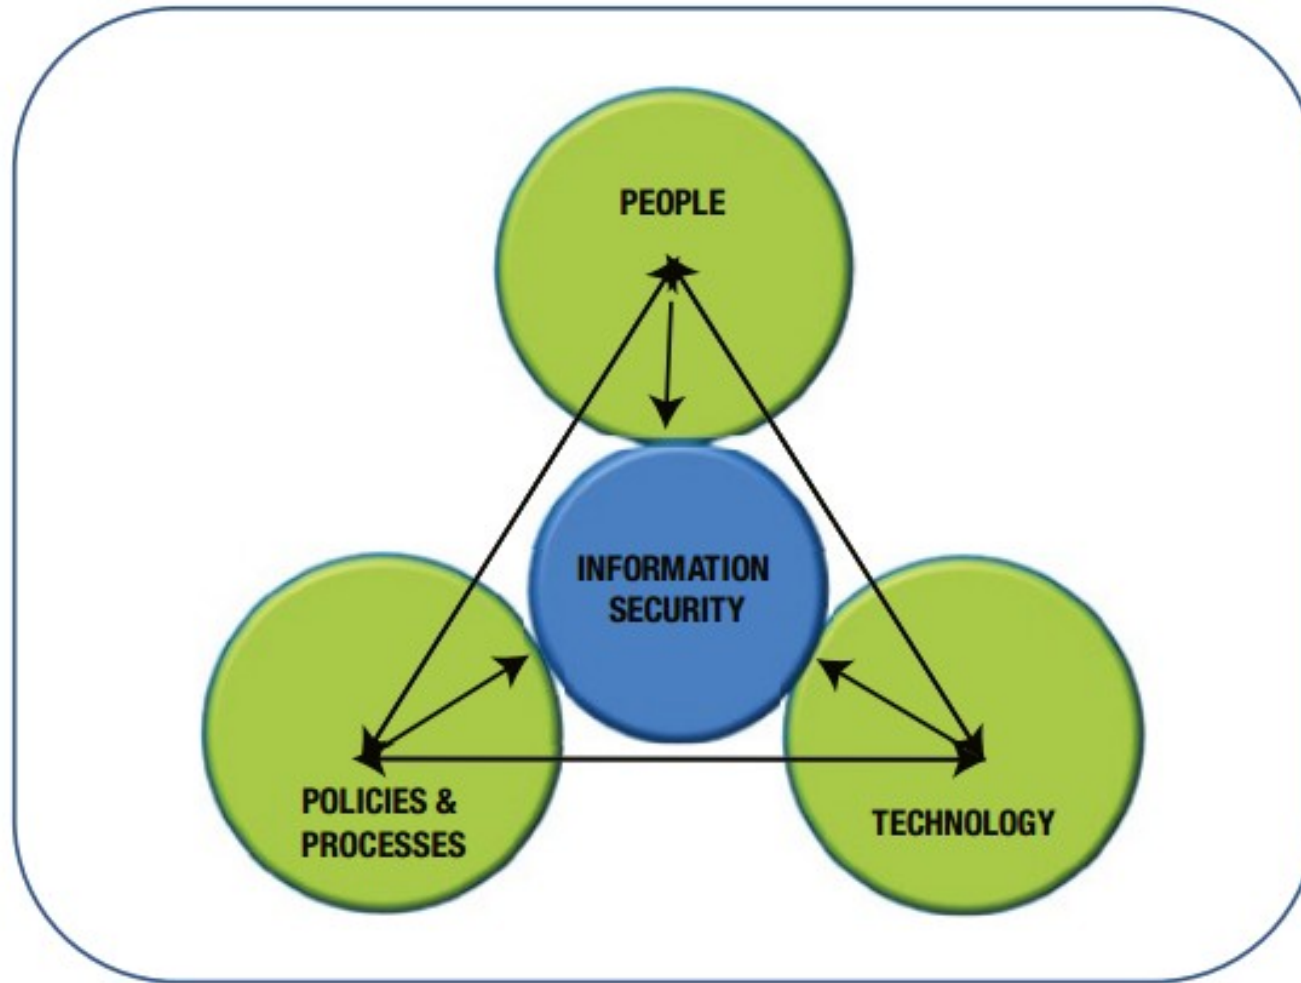 PEOPLE
INFORMATION
SECURITY
POLICIES &
PROCESSES
TECHNOLOGY